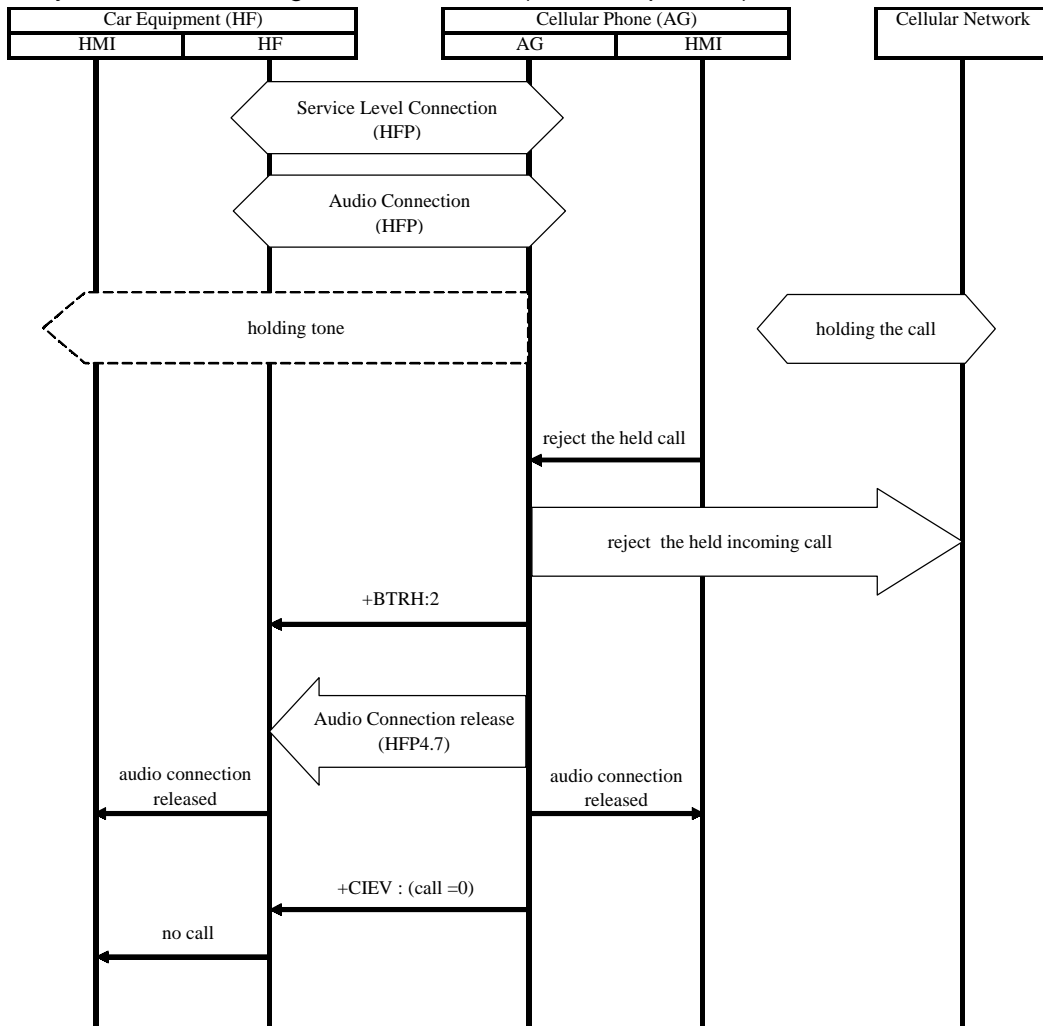 Car Equipment (HF)
Cellular Phone (AG)
Cellular Network
HMI
HF
AG
HMI
Service Level Connection
(HFP)
Audio Connection
(HFP)
holding tone
holding the call
reject the held call
reject the held incoming call
+BTRH:2
Audio Connection release
(HFP4.7)
audio connection
released
audio connection
released
+CIEV : (call =0)
no call